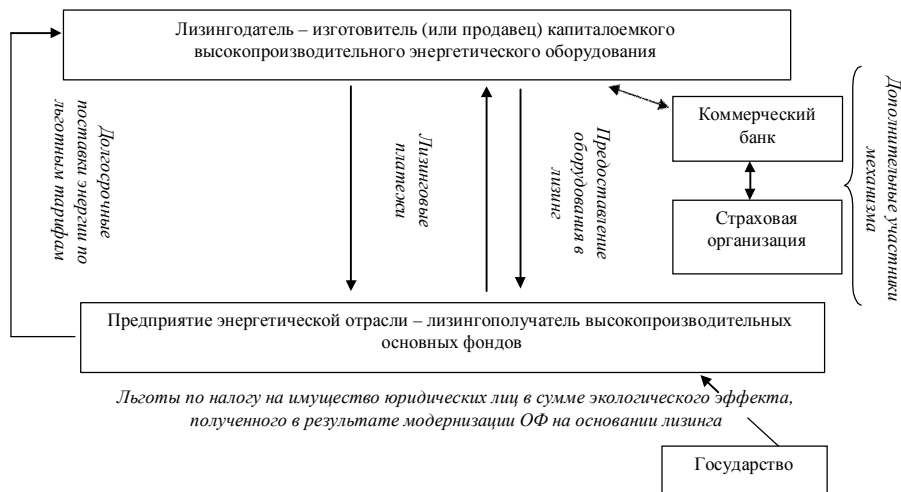 Лизингодатель – изготовитель (или продавец) капиталоемкого
высокопроизводительного энергетического оборудования
Долгосрочные
поставки энергии по
льготным тарифам
Лизинговые
платежи
Предоставление
оборудования в
лизинг
Коммерческий
банк
Страховая
организация
Дополнительные участники
механизма
Предприятие энергетической отрасли – лизингополучатель высокопроизводительных
основных фондов
Льготы по налогу на имущество юридических лиц в сумме экологического эффекта,
полученного в результате модернизации ОФ на основании лизинга
Государство